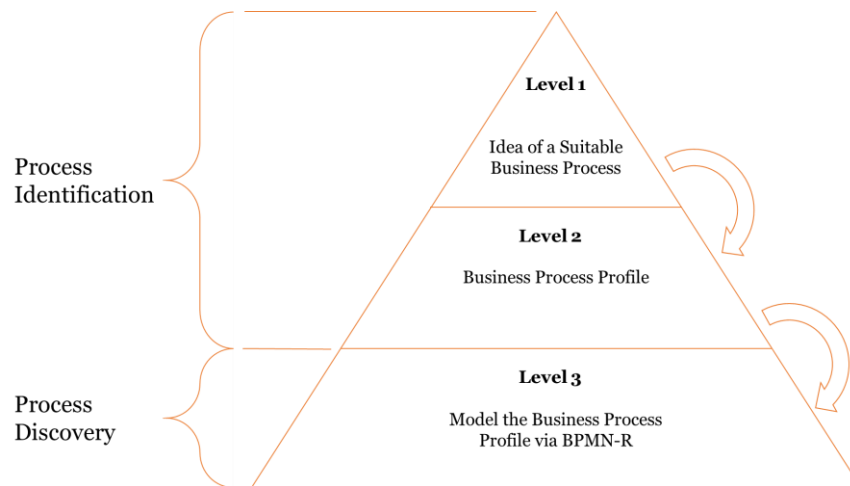 Level 1
Idea of a Suitable
Business Process
Process
Identification
Level 2
Business Process Profile
Level 3
Model the Business Process
Profile via BPMN-R
Process
Discovery